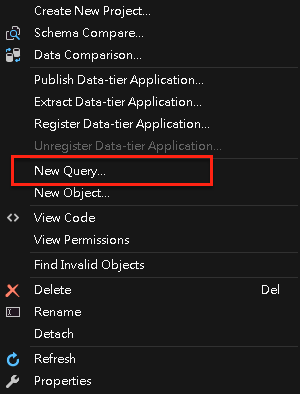 Create New Project...
Schema Compare...
Data Comparison...
Publish Data-tier Application...
Extract Data-tier Application...
Register Data-tier Application...
Unregister Data-tier Application...
New Query...
New Object...
View Code
View Permissions
Find Invalid Objects
Delete Del
Rename
Detach
Refresh
Properties